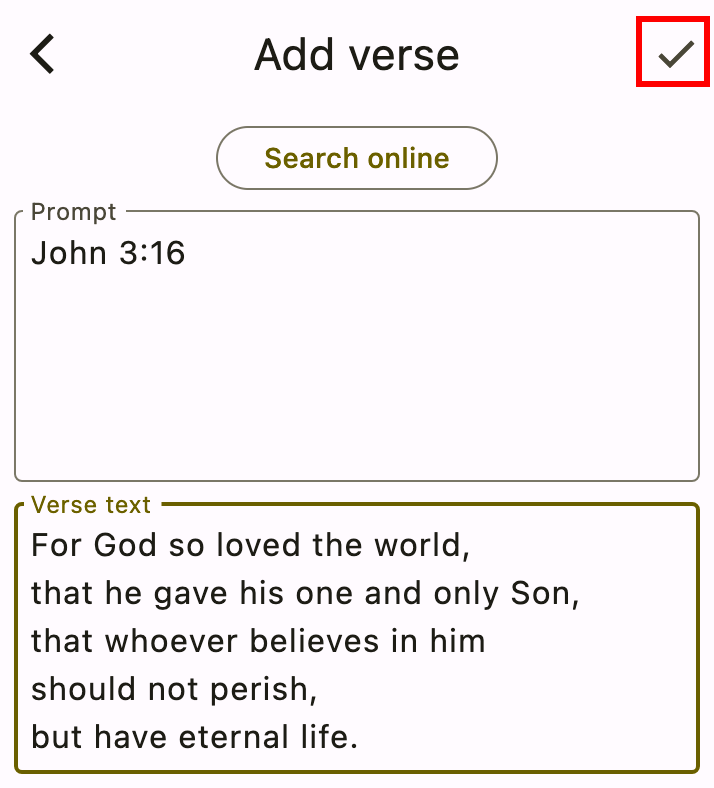 Add verse
Search online
Prompt
John 3:16
Verse text
For God so loved the world,
that he gave his one and only Son,
that whoever believes in him
should not perish,
but have eternal life.